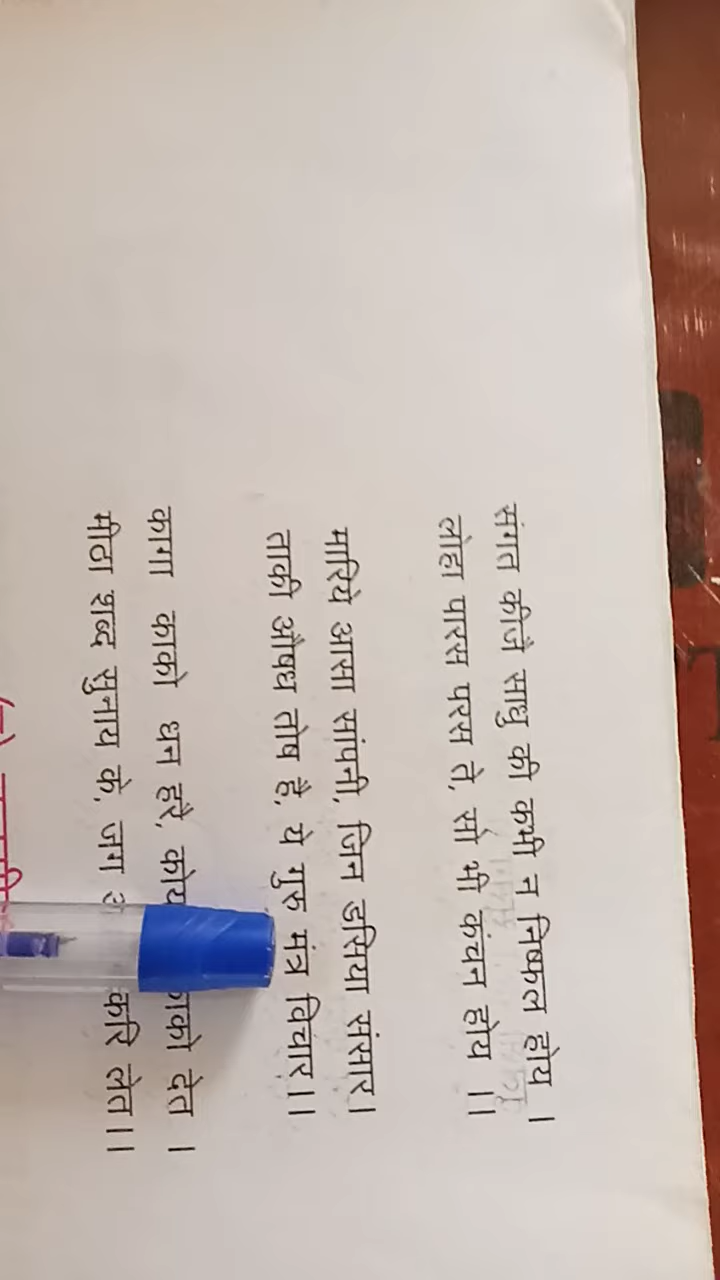 संगत कीजै साधु की कभी न निष्फल होय ।
लोहा पारस परस ते, सो भी कंचन होय ।।
मारिये आसा सांपनी, जिन डसिया संसार।
ताकी औषध तोष है, ये गुरु मंत्र विचार।।
कागा काको धन हरै, देत ।
मीठा शब्द सुनाय के, जग करि लेत।।